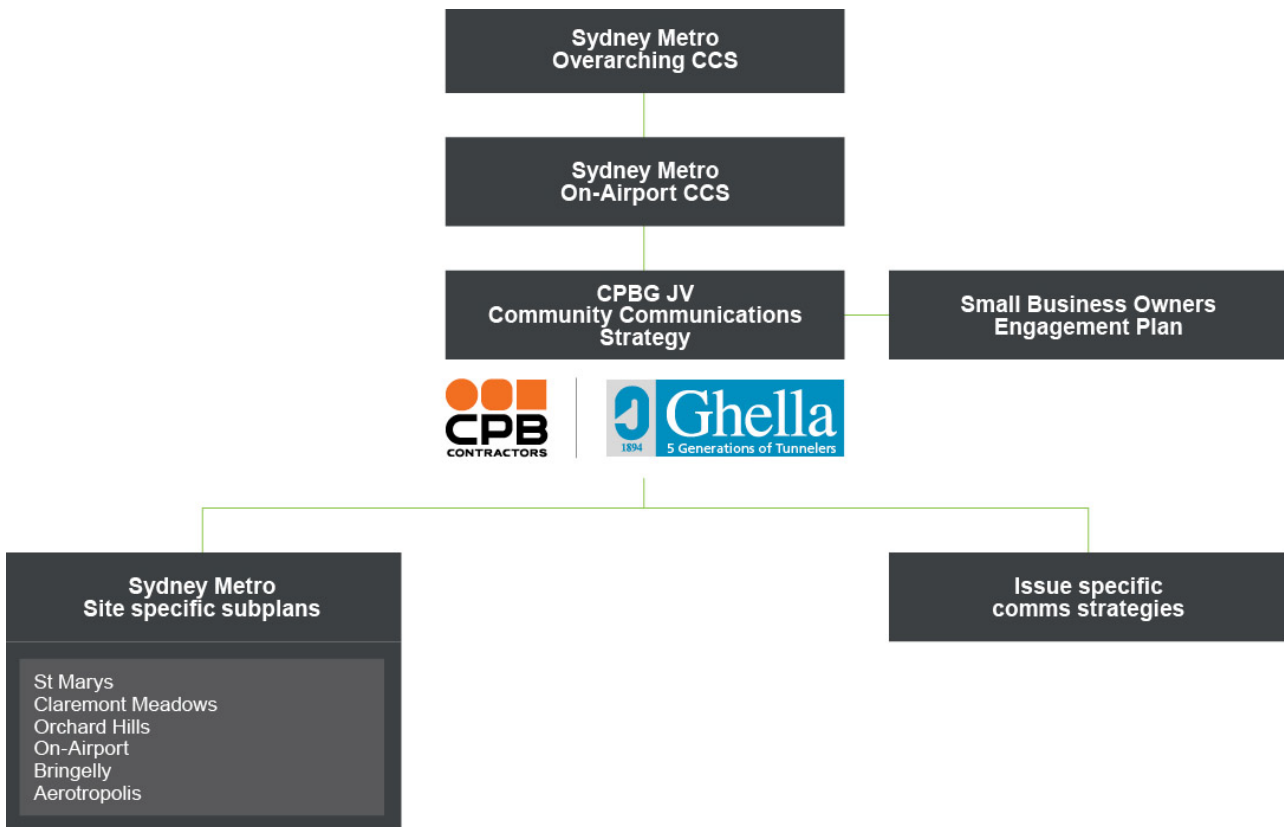 Sydney Metro
Overarching CCS
Sydney Metro
On-Airport CCS
CPBG JV
Community Communications
Strategy
Small Business Owners
Engagement Plan
CPB
CONTRACTORS
1894
Ghella
5 Generations of Tunnelers
Sydney Metro
Site specific subplans
St Marys
Claremont Meadows
Orchard Hills
On-Airport
Bringelly
Aerotropolis
Issue specific
comms strategies